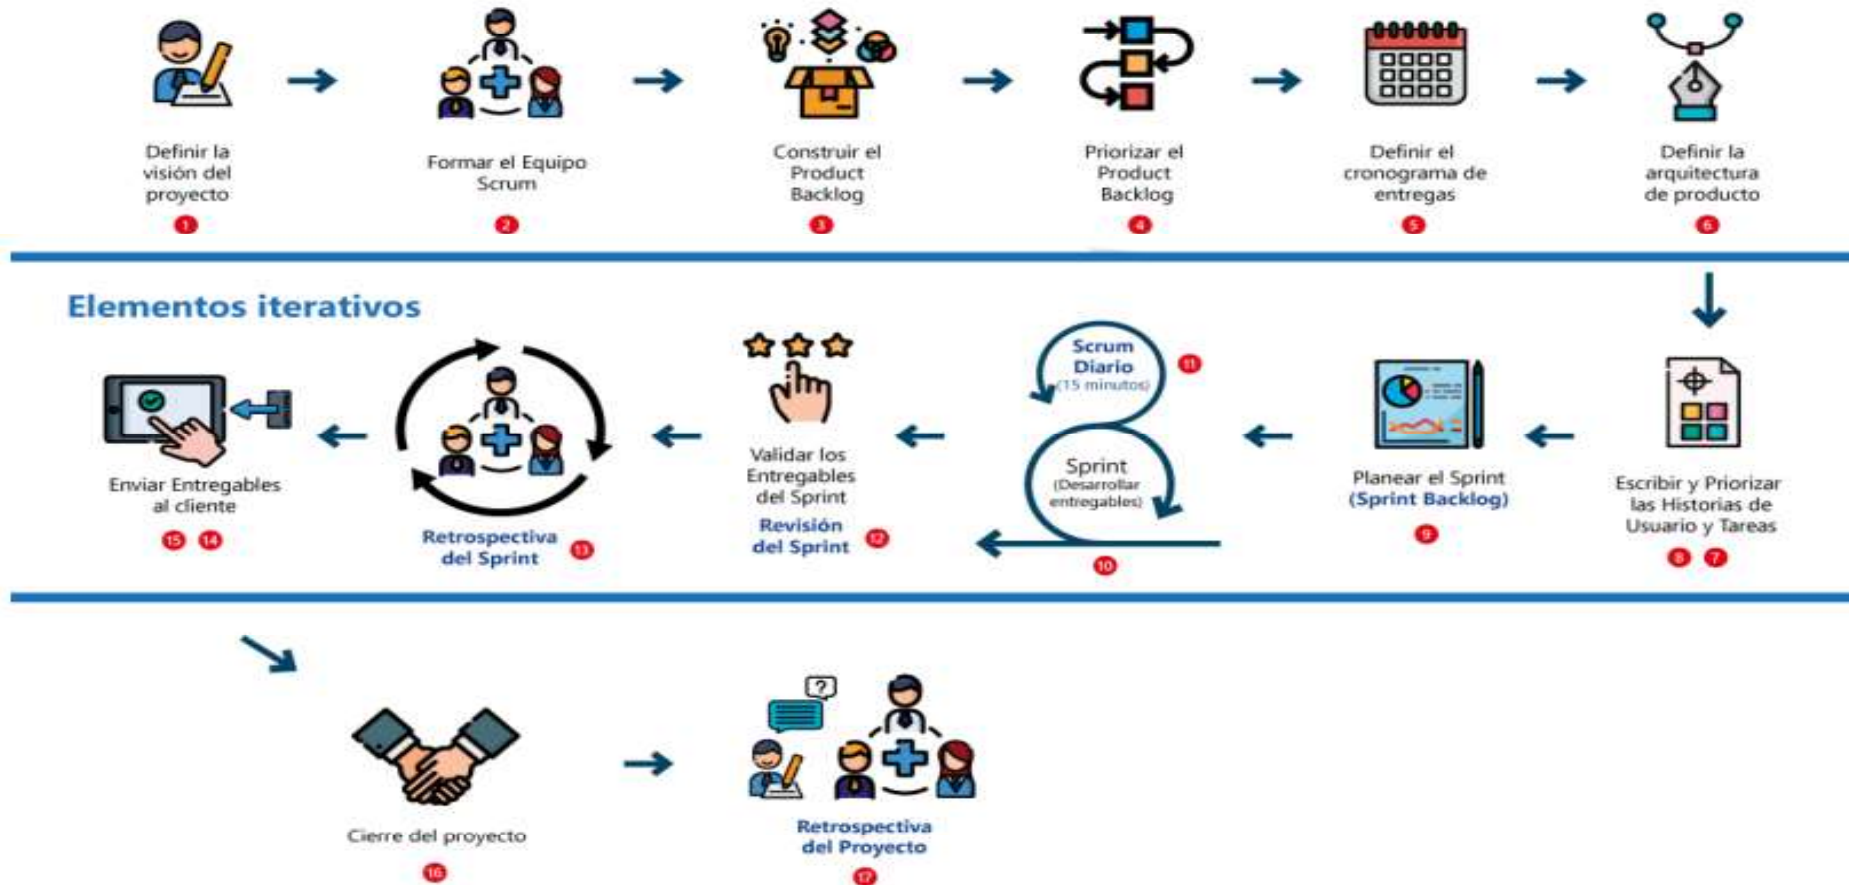 Definir la
visión del
proyecto
1
Formar el Equipo
Scrum
2
Construir el
Product
Backlog
3
Priorizar el
Product
Backlog
4
Definir el
cronograma de
entregas
5
Definir la
arquitectura
de producto
6
Elementos iterativos
Enviar Entregables
al cliente
15 14
Retrospectiva
del Sprint
13
Validar los
Entregables
del Sprint
Revisión
del Sprint
12
Scrum
Diario
(15 minutos)
11
Sprint
(Desarrollar
entregables)
10
Planear el Sprint
(Sprint Backlog)
9
Escribir y Priorizar
las Historias de
Usuario y Tareas
8 7
Cierre del proyecto
16
?
Retrospectiva
del Proyecto
17